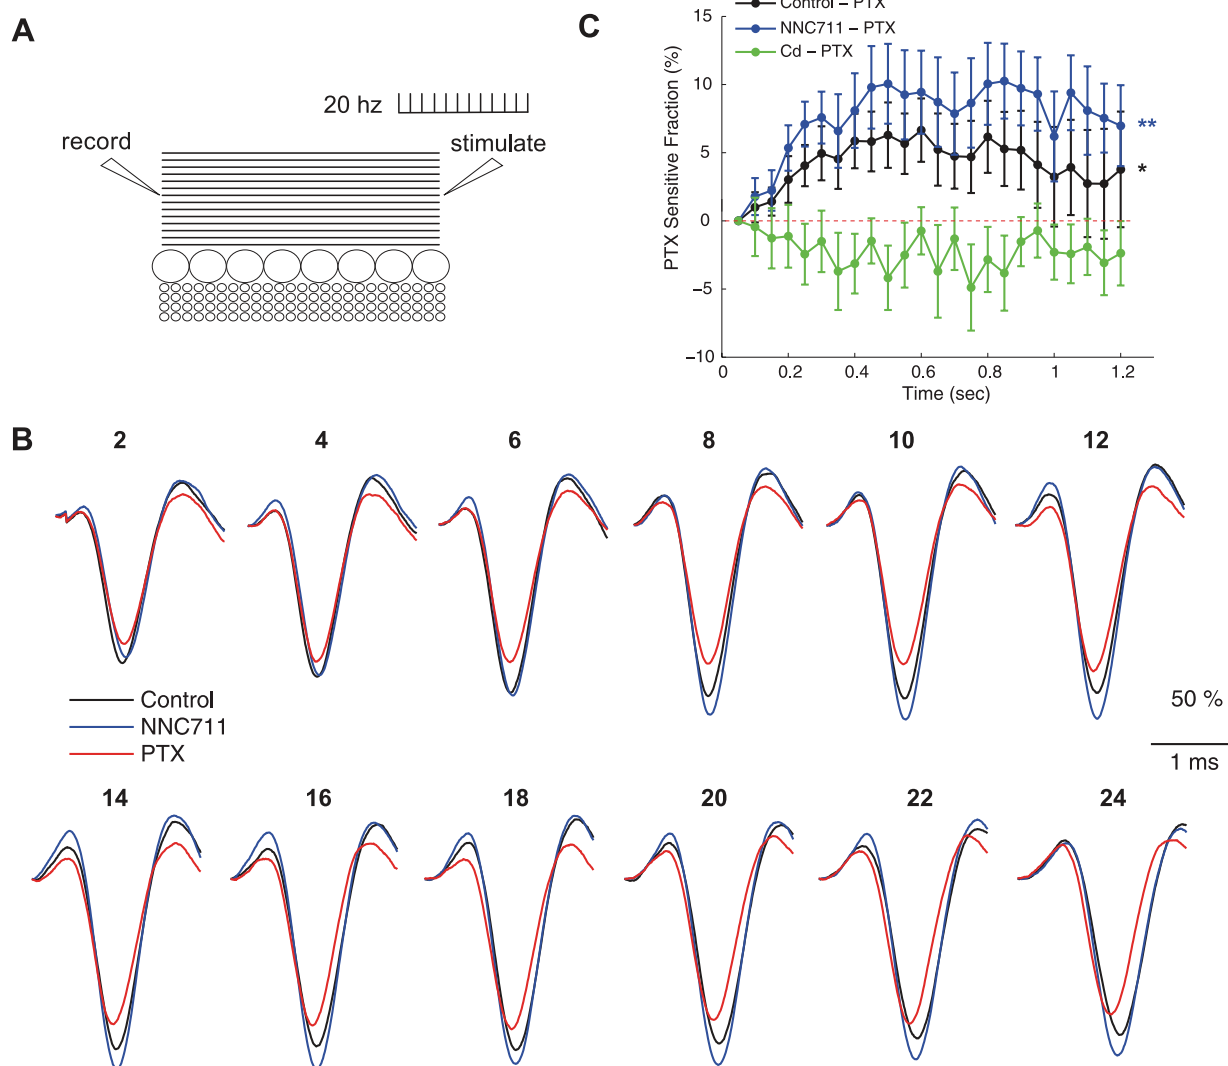 A
20 hz
record
stimulate
C
Control – PTX
NNC711 – PTX
Cd – PTX
PTX Sensitive Fraction (%)
15
10
5
0
−5
−10
0 0.2 0.4 0.6 0.8 1 1.2
Time (sec)
**
*
B
2 4 6 8 10 12
Control
NNC711
PTX
50 %
1 ms
14 16 18 20 22 24